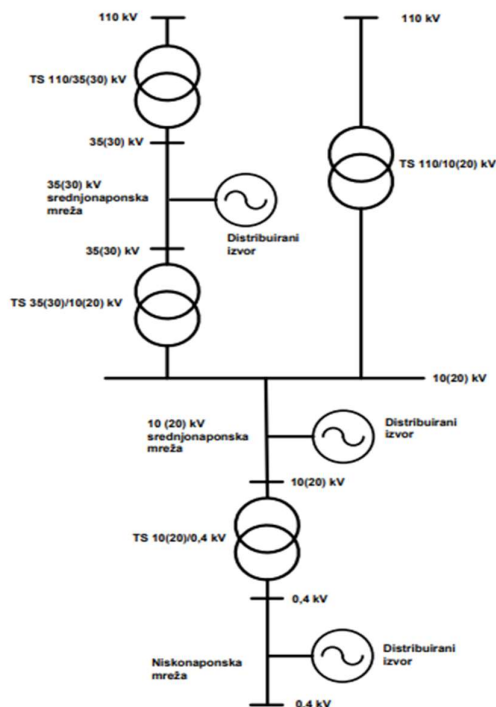 110 kV
110 kV
TS 110/35(30) kV
35(30) kV
TS 110/10(20) kV
35(30) kV
srednjonaponska
mreža
Distribuirani
izvor
35(30) kV
TS 35(30)/10(20) kV
10(20) kV
10 (20) kV
srednjonaponska
mreža
Distribuirani
izvor
10(20) kV
TS 10(20)/0,4 kV
0,4 kV
Niskonaponska
mreža
Distribuirani
izvor
0,4 kV